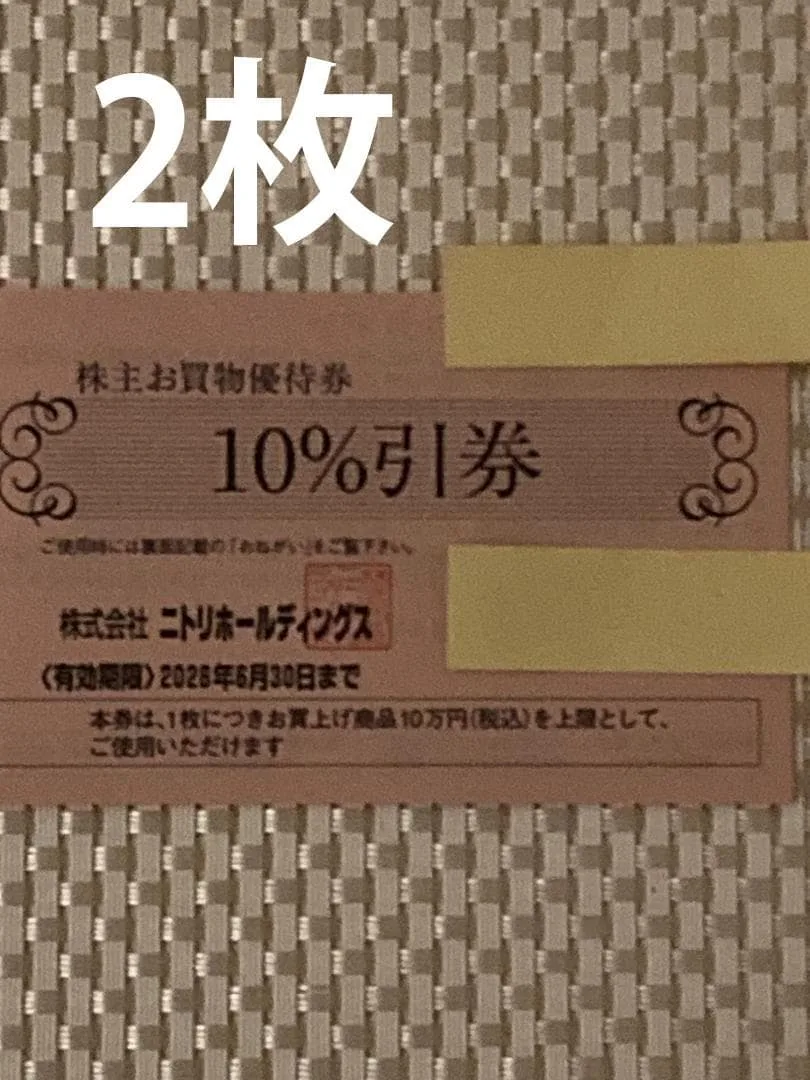 2枚
株主お買物優待券
10%引券
ご使用時には裏面記載の「おねがい」をご覧下さい。
株式会社 ニトリホールディングス
〈有効期限〉2026年6月30日まで
本券は、1枚につきお買上げ商品10万円(税込)を上限として、
ご使用いただけます